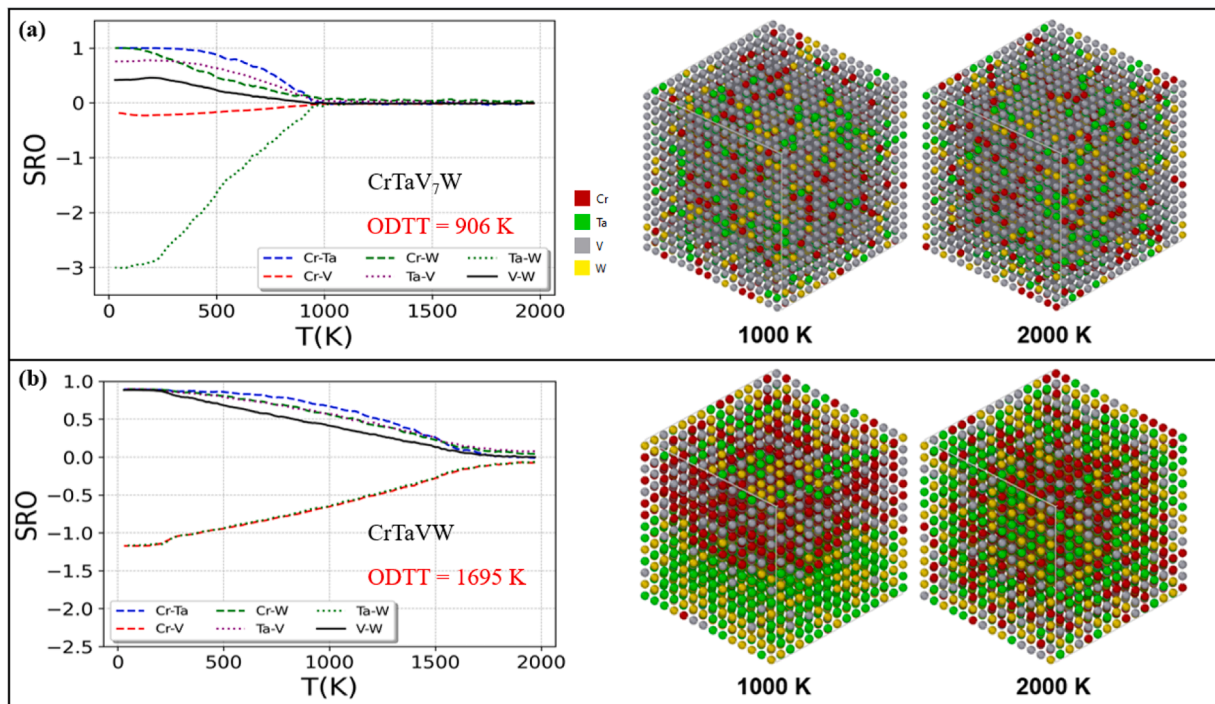 (a)
1
0
−1
−2
−3
SRO
0
500
1000
1500
2000
T(K)
CrTaV₇W
ODTT = 906 K
Cr-Ta
Cr-W
Ta-W
Cr-V
Ta-V
V-W
Cr
Ta
V
W
1000 K
2000 K
(b)
1.0
0.5
0.0
−0.5
−1.0
−1.5
−2.0
−2.5
SRO
0
500
1000
1500
2000
T(K)
CrTaVW
ODTT = 1695 K
Cr-Ta
Cr-W
Ta-W
Cr-V
Ta-V
V-W
1000 K
2000 K